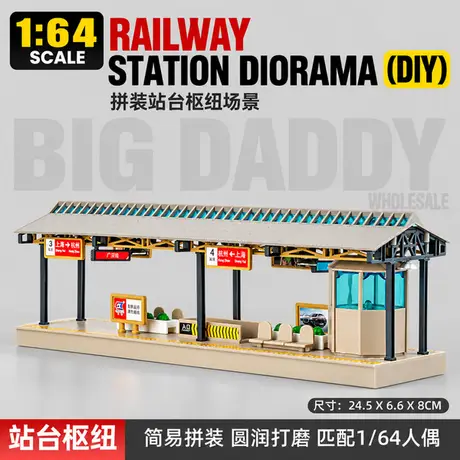 1:64
SCALE
RAILWAY
STATION DIORAMA (DIY)
拼装站台枢纽场景
BIG DADDY
WHOLESALE
3
上海
杭州
杭州
上海
4
AD
尺寸：24.5 X 6.6 X 8CM
站台枢纽
简易拼装 圆润打磨 匹配1/64人偶